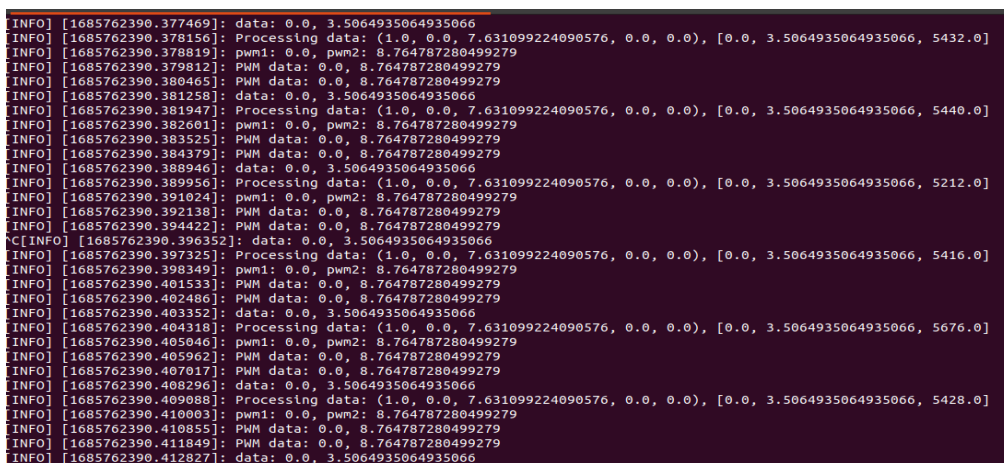 [INFO] [1685762390.377469]: data: 0.0, 3.5064935064935066
[INFO] [1685762390.378156]: Processing data: (1.0, 0.0, 7.631099224090576, 0.0, 0.0), [0.0, 3.5064935064935066, 5432.0]
[INFO] [1685762390.378819]: pwm1: 0.0, pwm2: 8.764787280499279
[INFO] [1685762390.379812]: PWM data: 0.0, 8.764787280499279
[INFO] [1685762390.380465]: PWM data: 0.0, 8.764787280499279
[INFO] [1685762390.381258]: data: 0.0, 3.5064935064935066
[INFO] [1685762390.381947]: Processing data: (1.0, 0.0, 7.631099224090576, 0.0, 0.0), [0.0, 3.5064935064935066, 5440.0]
[INFO] [1685762390.382601]: pwm1: 0.0, pwm2: 8.764787280499279
[INFO] [1685762390.383525]: PWM data: 0.0, 8.764787280499279
[INFO] [1685762390.384379]: PWM data: 0.0, 8.764787280499279
[INFO] [1685762390.388946]: data: 0.0, 3.5064935064935066
[INFO] [1685762390.389956]: Processing data: (1.0, 0.0, 7.631099224090576, 0.0, 0.0), [0.0, 3.5064935064935066, 5212.0]
[INFO] [1685762390.391024]: pwm1: 0.0, pwm2: 8.764787280499279
[INFO] [1685762390.392138]: PWM data: 0.0, 8.764787280499279
[INFO] [1685762390.394422]: PWM data: 0.0, 8.764787280499279
^C[INFO] [1685762390.396352]: data: 0.0, 3.5064935064935066
[INFO] [1685762390.397325]: Processing data: (1.0, 0.0, 7.631099224090576, 0.0, 0.0), [0.0, 3.5064935064935066, 5416.0]
[INFO] [1685762390.398349]: pwm1: 0.0, pwm2: 8.764787280499279
[INFO] [1685762390.401533]: PWM data: 0.0, 8.764787280499279
[INFO] [1685762390.402486]: PWM data: 0.0, 8.764787280499279
[INFO] [1685762390.403352]: data: 0.0, 3.5064935064935066
[INFO] [1685762390.404318]: Processing data: (1.0, 0.0, 7.631099224090576, 0.0, 0.0), [0.0, 3.5064935064935066, 5676.0]
[INFO] [1685762390.405046]: pwm1: 0.0, pwm2: 8.764787280499279
[INFO] [1685762390.405962]: PWM data: 0.0, 8.764787280499279
[INFO] [1685762390.407017]: PWM data: 0.0, 8.764787280499279
[INFO] [1685762390.408296]: data: 0.0, 3.5064935064935066
[INFO] [1685762390.409088]: Processing data: (1.0, 0.0, 7.631099224090576, 0.0, 0.0), [0.0, 3.5064935064935066, 5428.0]
[INFO] [1685762390.410003]: pwm1: 0.0, pwm2: 8.764787280499279
[INFO] [1685762390.410855]: PWM data: 0.0, 8.764787280499279
[INFO] [1685762390.411849]: PWM data: 0.0, 8.764787280499279
[INFO] [1685762390.412827]: data: 0.0, 3.5064935064935066